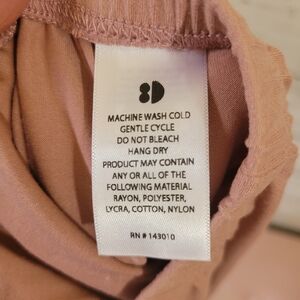 8D
MACHINE WASH COLD
GENTLE CYCLE
DO NOT BLEACH
HANG DRY
PRODUCT MAY CONTAIN
ANY OR ALL OF THE
FOLLOWING MATERIAL
RAYON, POLYESTER,
LYCRA, COTTON, NYLON
RN # 143010